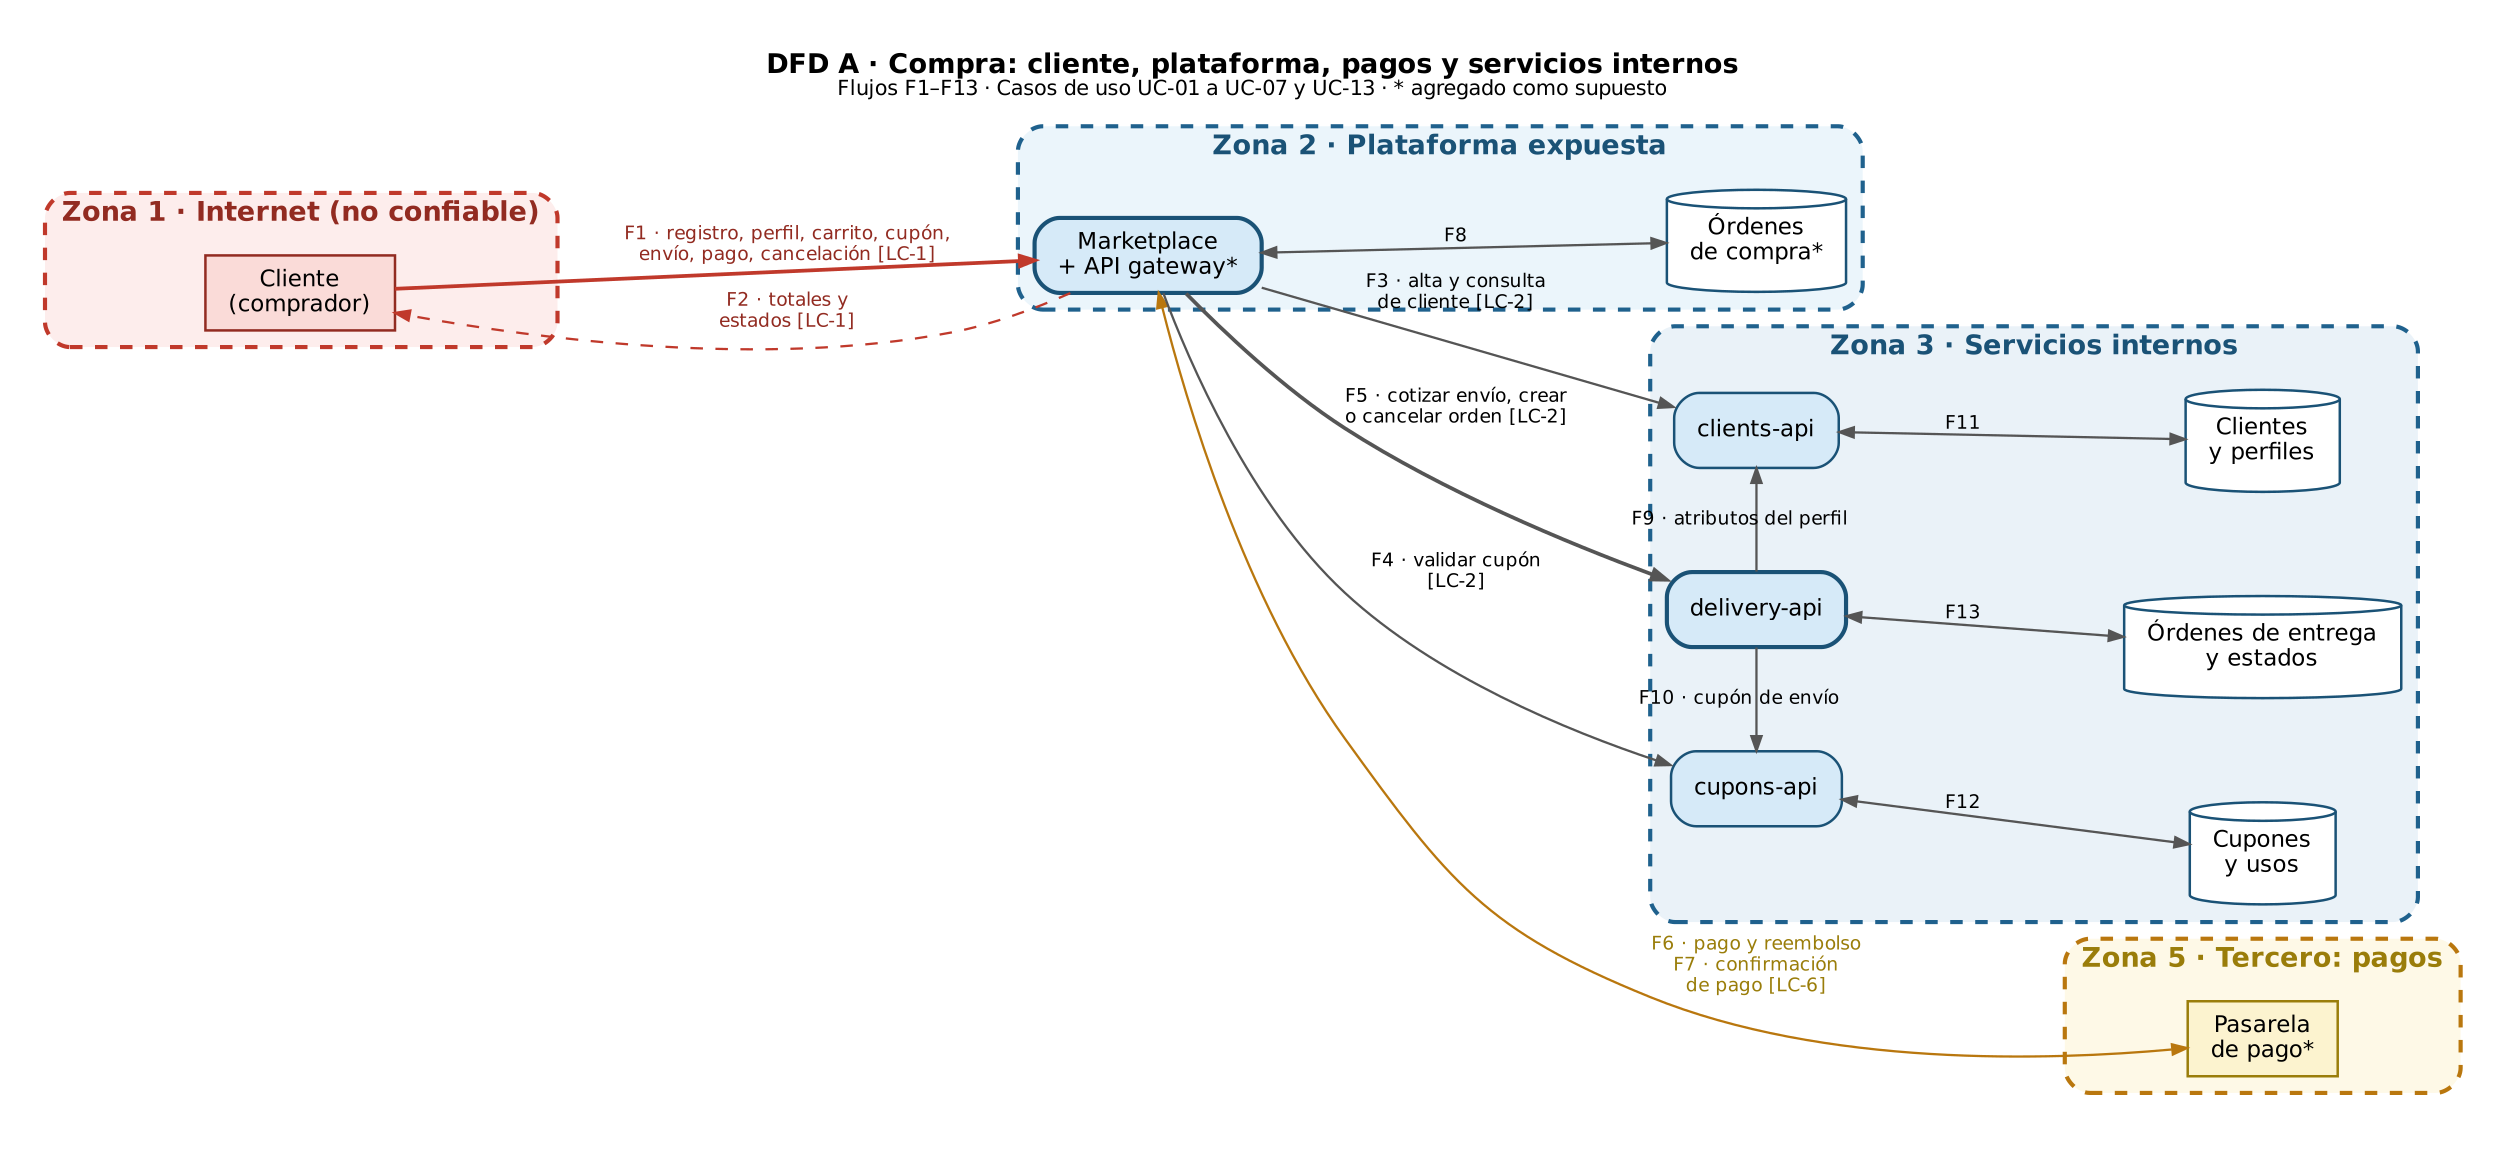 DFD A · Compra: cliente, plataforma, pagos y servicios internos
Flujos F1–F13 · Casos de uso UC-01 a UC-07 y UC-13 · * agregado como supuesto
Zona 1 · Internet (no confiable)
Cliente
(comprador)
F1 · registro, perfil, carrito, cupón,
envío, pago, cancelación [LC-1]
F2 · totales y
estados [LC-1]
Zona 2 · Plataforma expuesta
Marketplace
+ API gateway*
F8
Órdenes
de compra*
F3 · alta y consulta
de cliente [LC-2]
F5 · cotizar envío, crear
o cancelar orden [LC-2]
F4 · validar cupón
[LC-2]
Zona 3 · Servicios internos
clients-api
F11
Clientes
y perfiles
F9 · atributos del perfil
delivery-api
F13
Órdenes de entrega
y estados
F10 · cupón de envío
cupons-api
F12
Cupones
y usos
F6 · pago y reembolso
F7 · confirmación
de pago [LC-6]
Zona 5 · Tercero: pagos
Pasarela
de pago*